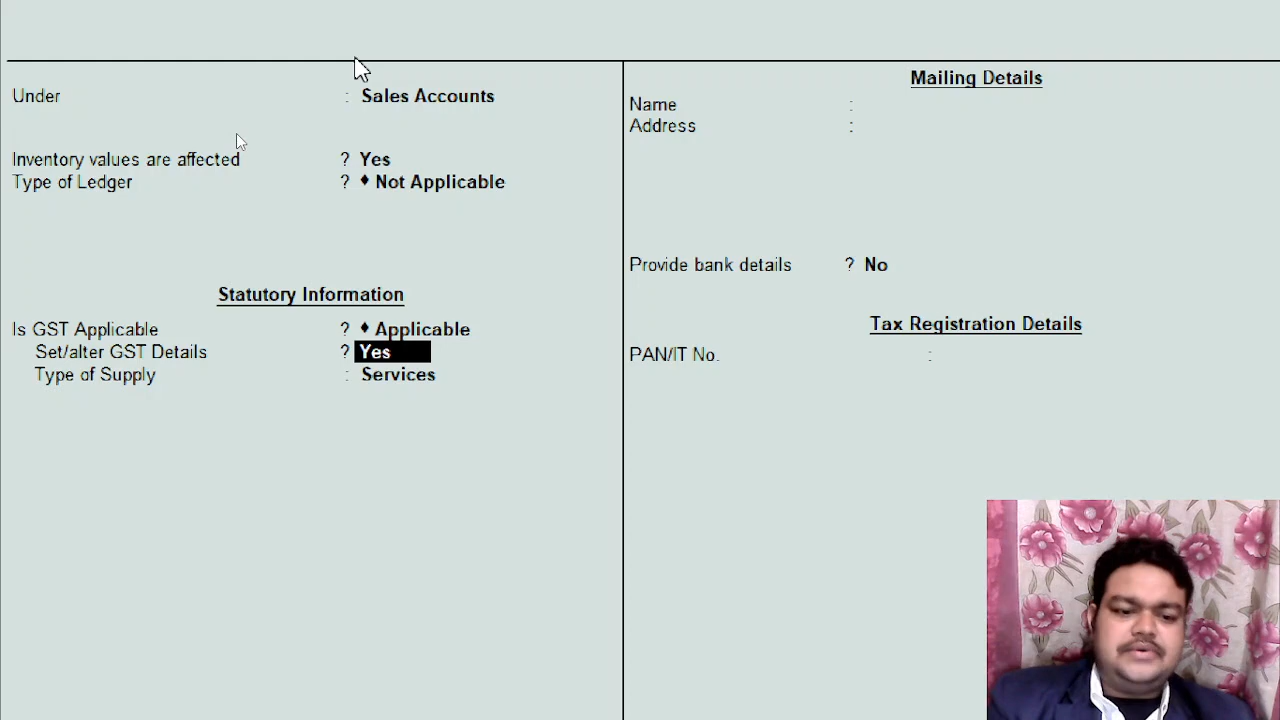 Under : Sales Accounts
Inventory values are affected ? Yes
Type of Ledger ? ♦ Not Applicable
Statutory Information
Is GST Applicable ? ♦ Applicable
Set/alter GST Details ? Yes
Type of Supply : Services
Mailing Details
Name :
Address :
Provide bank details ? No
Tax Registration Details
PAN/IT No. :